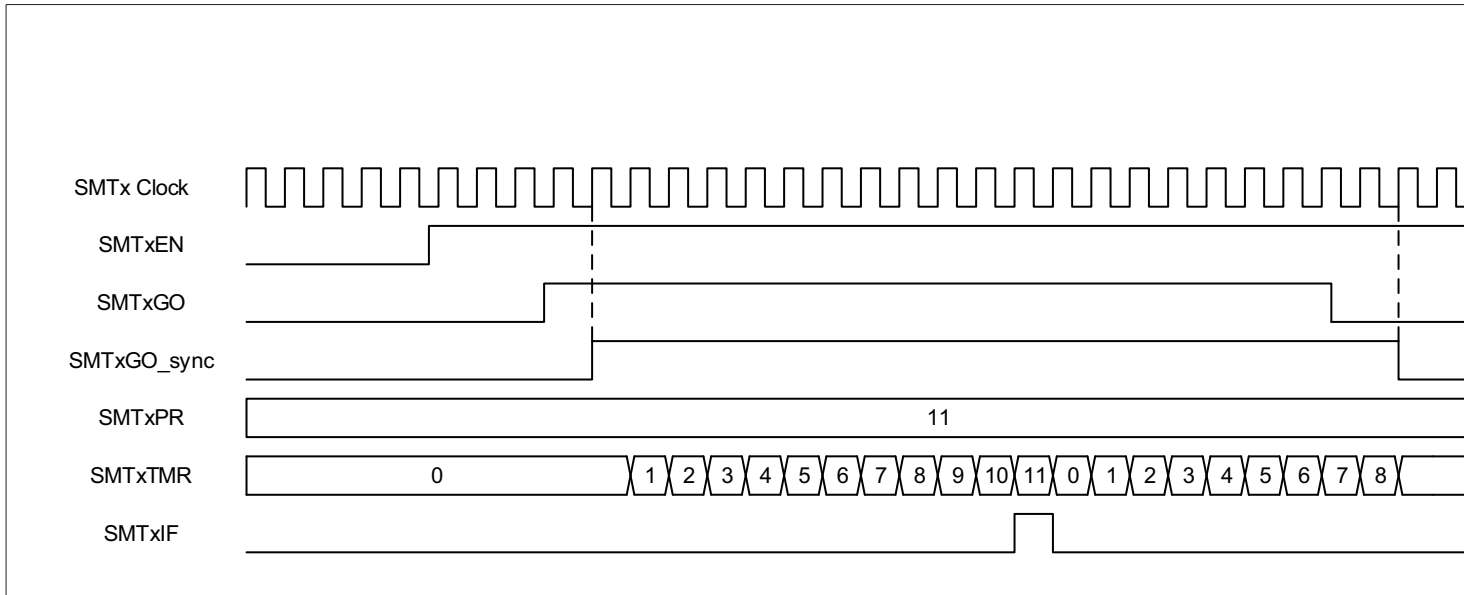 SMTx Clock
SMTxEN
SMTxGO
SMTxGO_sync
SMTxPR 11
SMTxTMR 0 1 2 3 4 5 6 7 8 9 10 11 0 1 2 3 4 5 6 7 8
SMTxIF